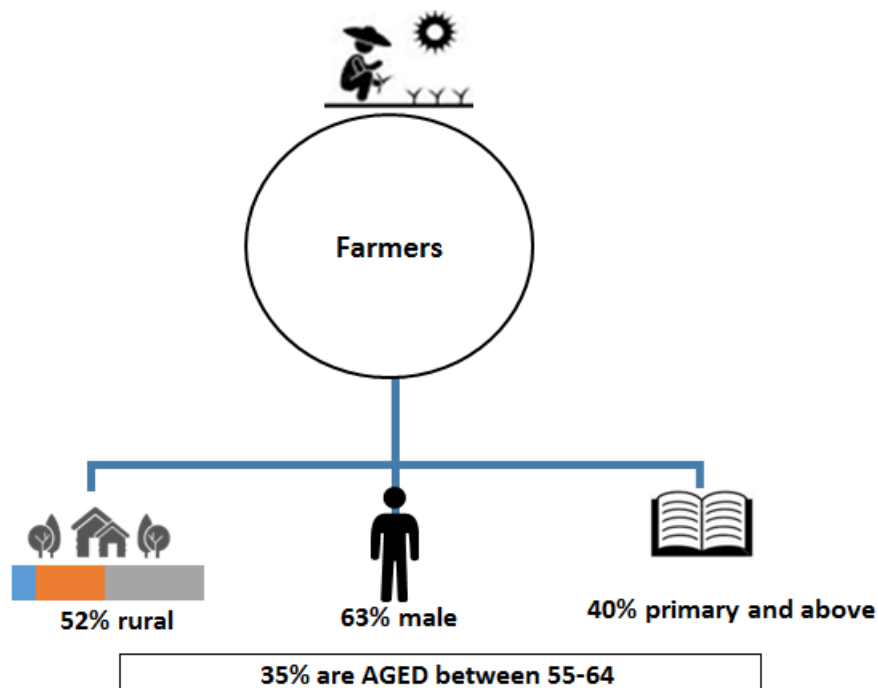 Farmers
52% rural
63% male
40% primary and above
35% are AGED between 55-64